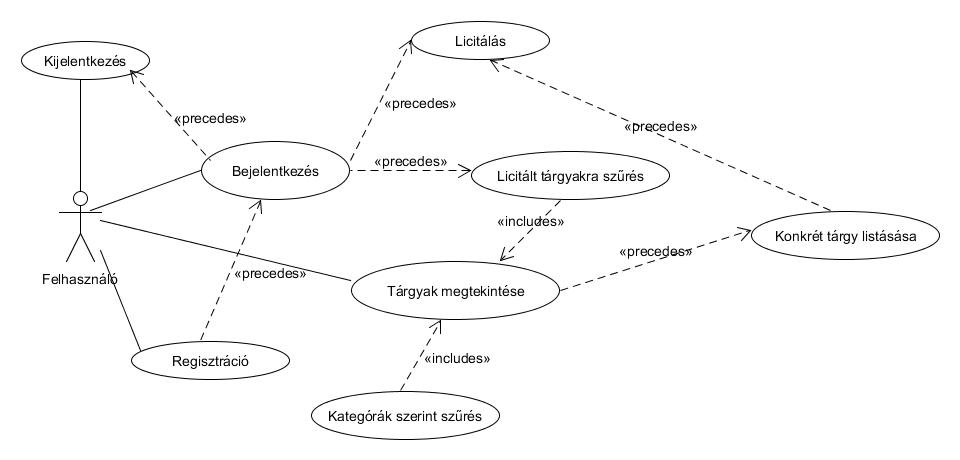 Licitálás
Kijelentkezés
«precedes»
«precedes»
«precedes»
Bejelentkezés
«precedes»
Licitált tárgyakra szűrés
«includes»
Konkrét tárgy listásása
«precedes»
Felhasználó
«precedes»
Tárgyak megtekintése
«includes»
Regisztráció
Kategórák szerint szűrés